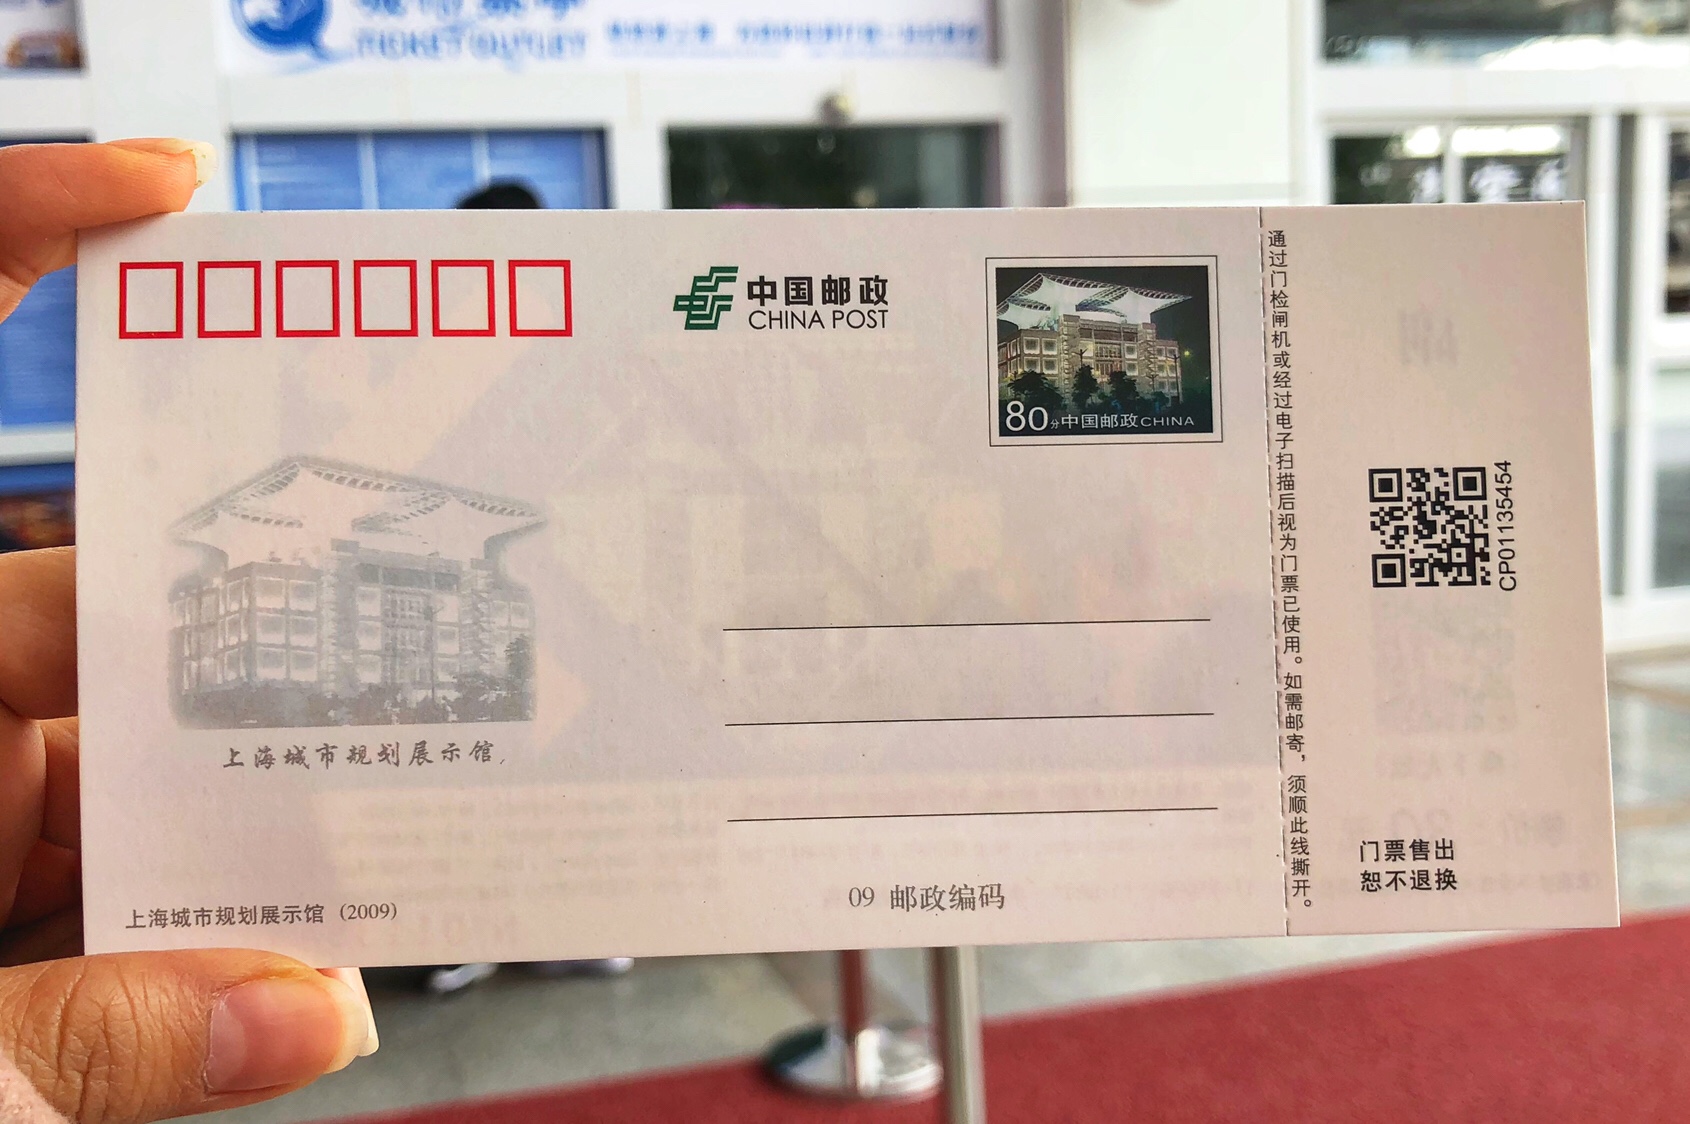 TICKET OUTLET
中国邮政
CHINA POST
80分中国邮政CHINA
通过门检闸机或经过电子扫描后视为门票已使用。如需邮寄，须顺此线撕开。
CP01135454
上海城市规划展示馆
09 邮政编码
门票售出
恕不退换
上海城市规划展示馆 (2009)